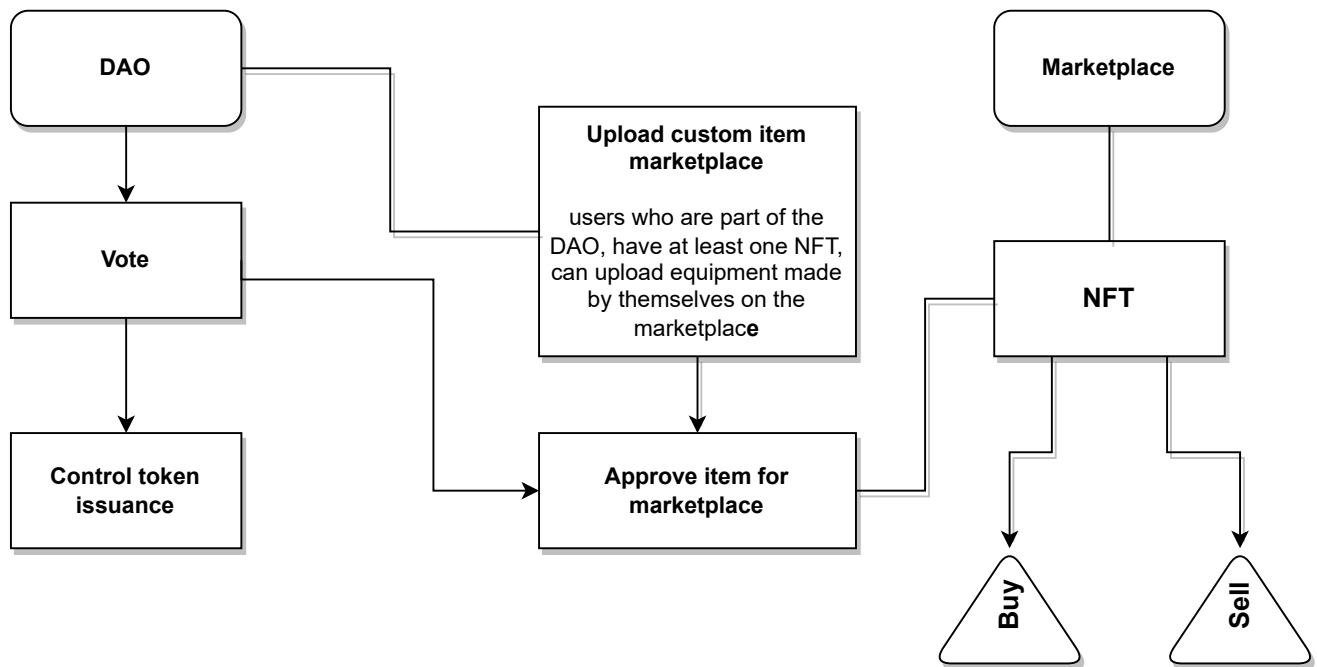 DAO
Marketplace
Upload custom item
marketplace
users who are part of the
DAO, have at least one NFT,
can upload equipment made
by themselves on the
marketplace
Vote
NFT
Control token
issuance
Approve item for
marketplace
Buy
Sell